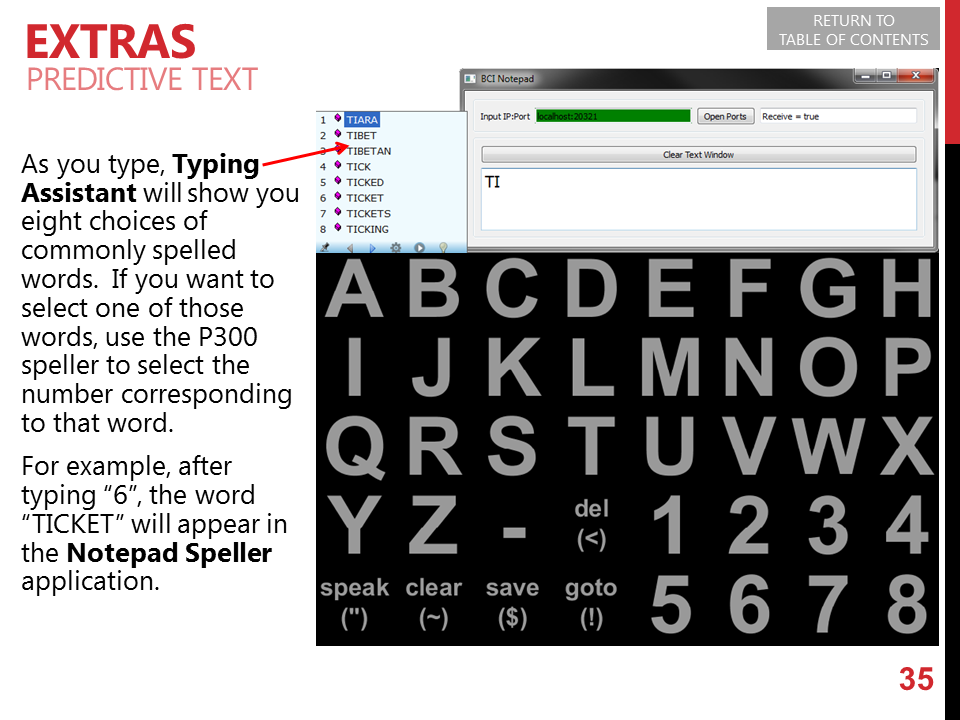 EXTRAS
PREDICTIVE TEXT
RETURN TO
TABLE OF CONTENTS
As you type, Typing
Assistant will show you
eight choices of
commonly spelled
words.  If you want to
select one of those
words, use the P300
speller to select the
number corresponding
to that word.
For example, after
typing “6”, the word
“TICKET” will appear in
the Notepad Speller
application.
BCI Notepad
Input IP:Port localhost:20321 Open Ports Receive = true
Clear Text Window
TI
1 TIARA
2 TIBET
3 TIBETAN
4 TICK
5 TICKED
6 TICKET
7 TICKETS
8 TICKING
A B C D E F G H
I J K L M N O P
Q R S T U V W X
Y Z - del (<) 1 2 3 4
speak (") clear (~) save ($) goto (!) 5 6 7 8
35